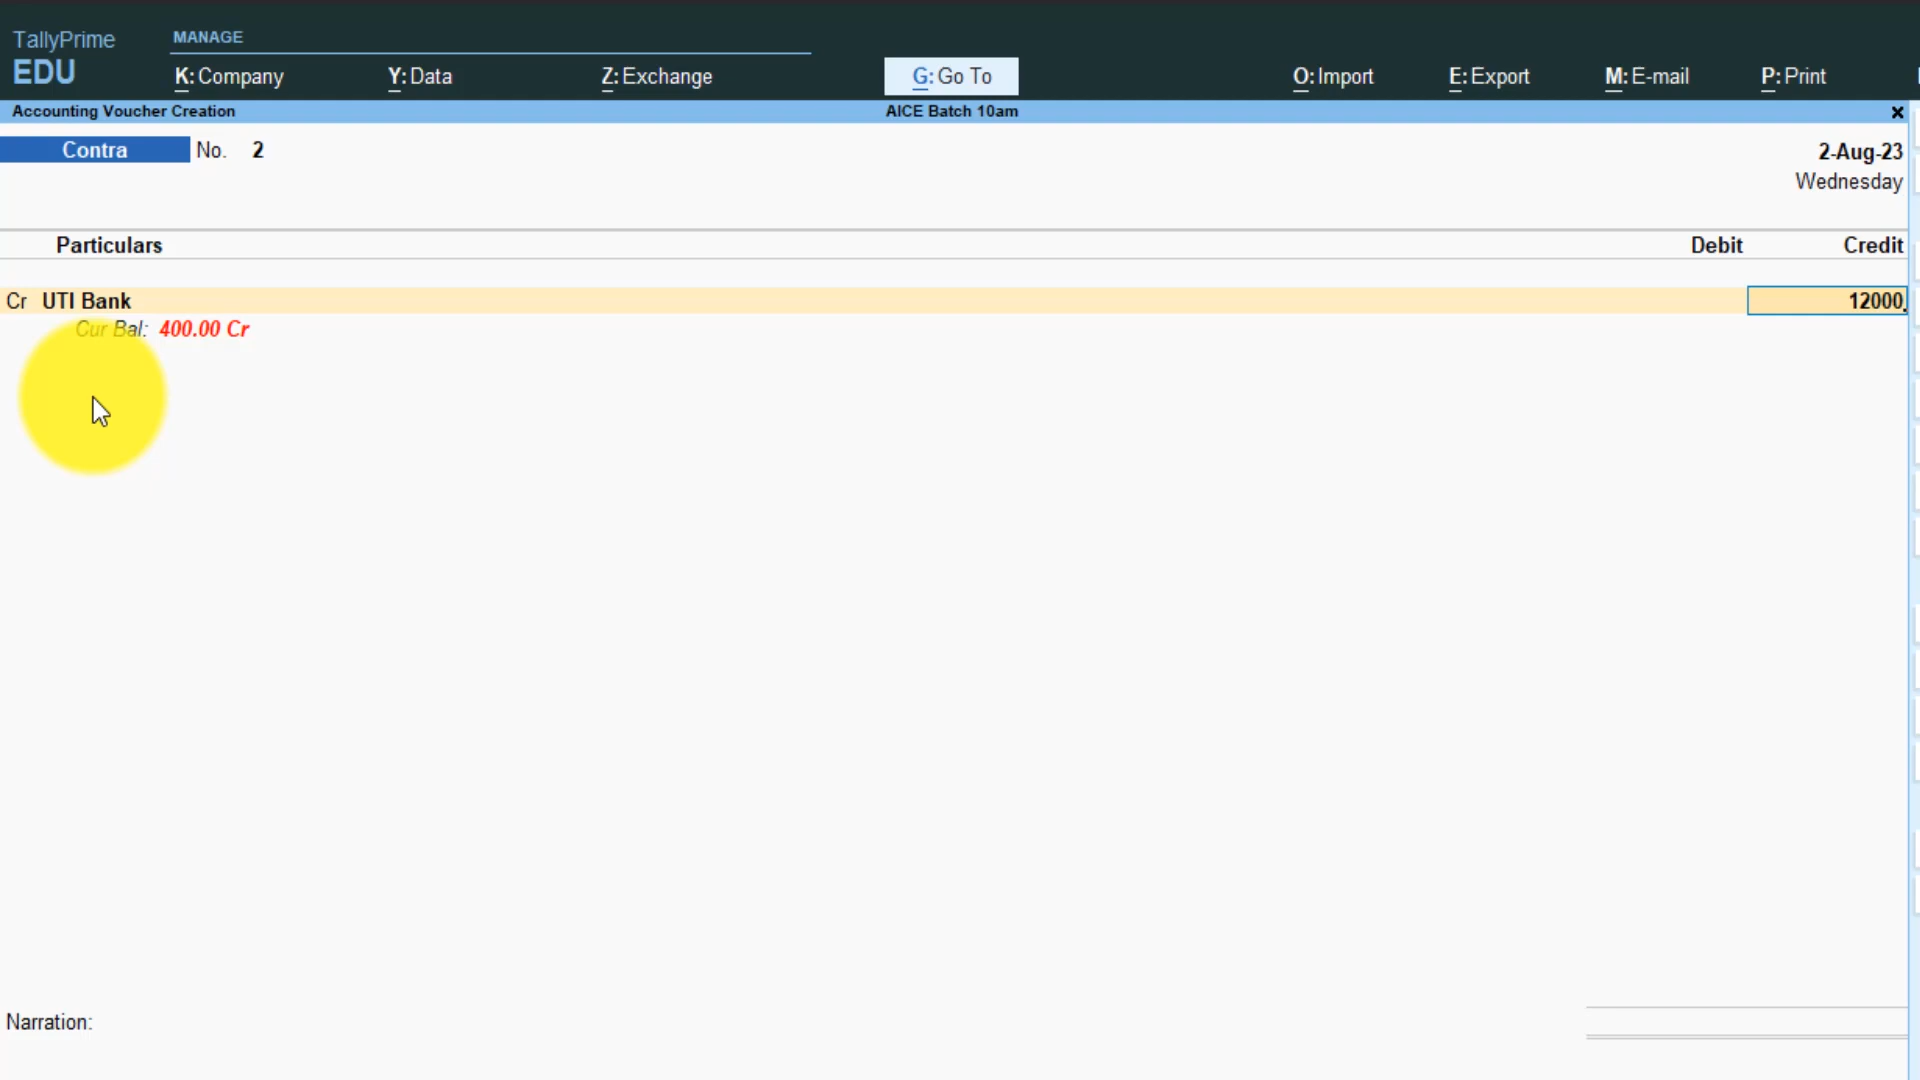 TallyPrime
EDU
MANAGE
K: Company
Y: Data
Z: Exchange
G: Go To
O: Import
E: Export
M: E-mail
P: Print
Accounting Voucher Creation
AICE Batch 10am
Contra No. 2
2-Aug-23
Wednesday
Particulars Debit Credit
Cr UTI Bank 12000
Cur Bal: 400.00 Cr
Narration: